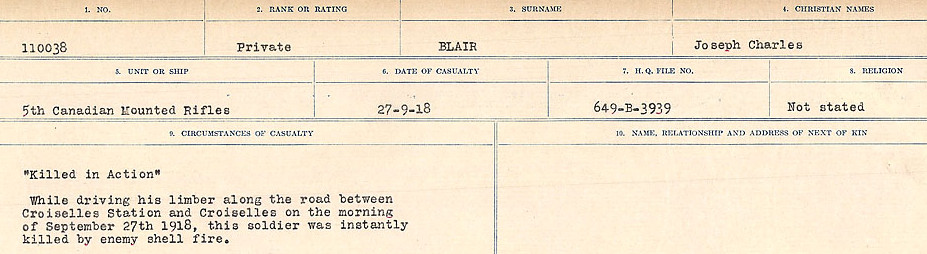 1. NO. 2. RANK OR RATING 3. SURNAME 4. CHRISTIAN NAMES
110038 Private BLAIR Joseph Charles
5. UNIT OR SHIP 6. DATE OF CASUALTY 7. H.Q. FILE NO. 8. RELIGION
5th Canadian Mounted Rifles 27-9-18 649-B-3939 Not stated
9. CIRCUMSTANCES OF CASUALTY 10. NAME, RELATIONSHIP AND ADDRESS OF NEXT OF KIN
"Killed in Action"
While driving his limber along the road between
Croiselles Station and Croiselles on the morning
of September 27th 1918, this soldier was instantly
killed by enemy shell fire.